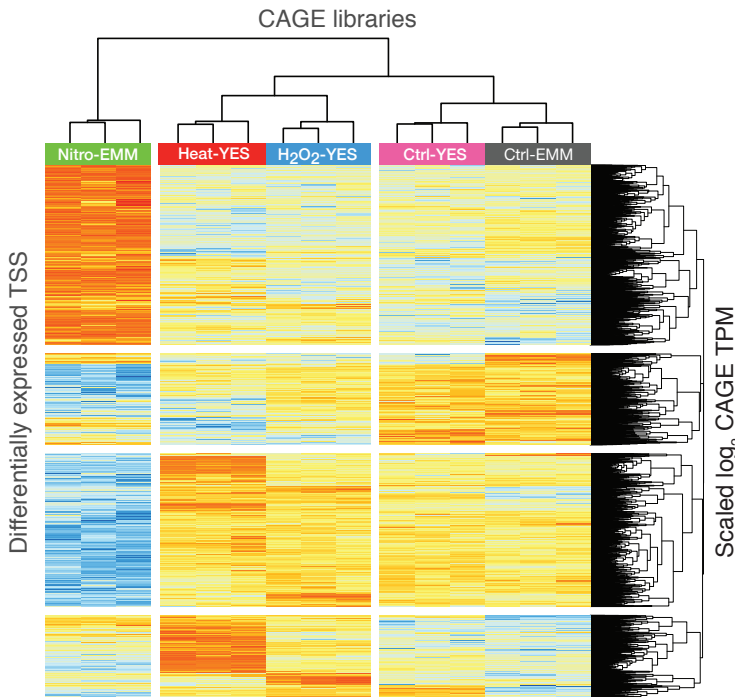 CAGE libraries
Nitro-EMM
Heat-YES
H₂O₂-YES
Ctrl-YES
Ctrl-EMM
Differentially expressed TSS
Scaled log₂ CAGE TPM